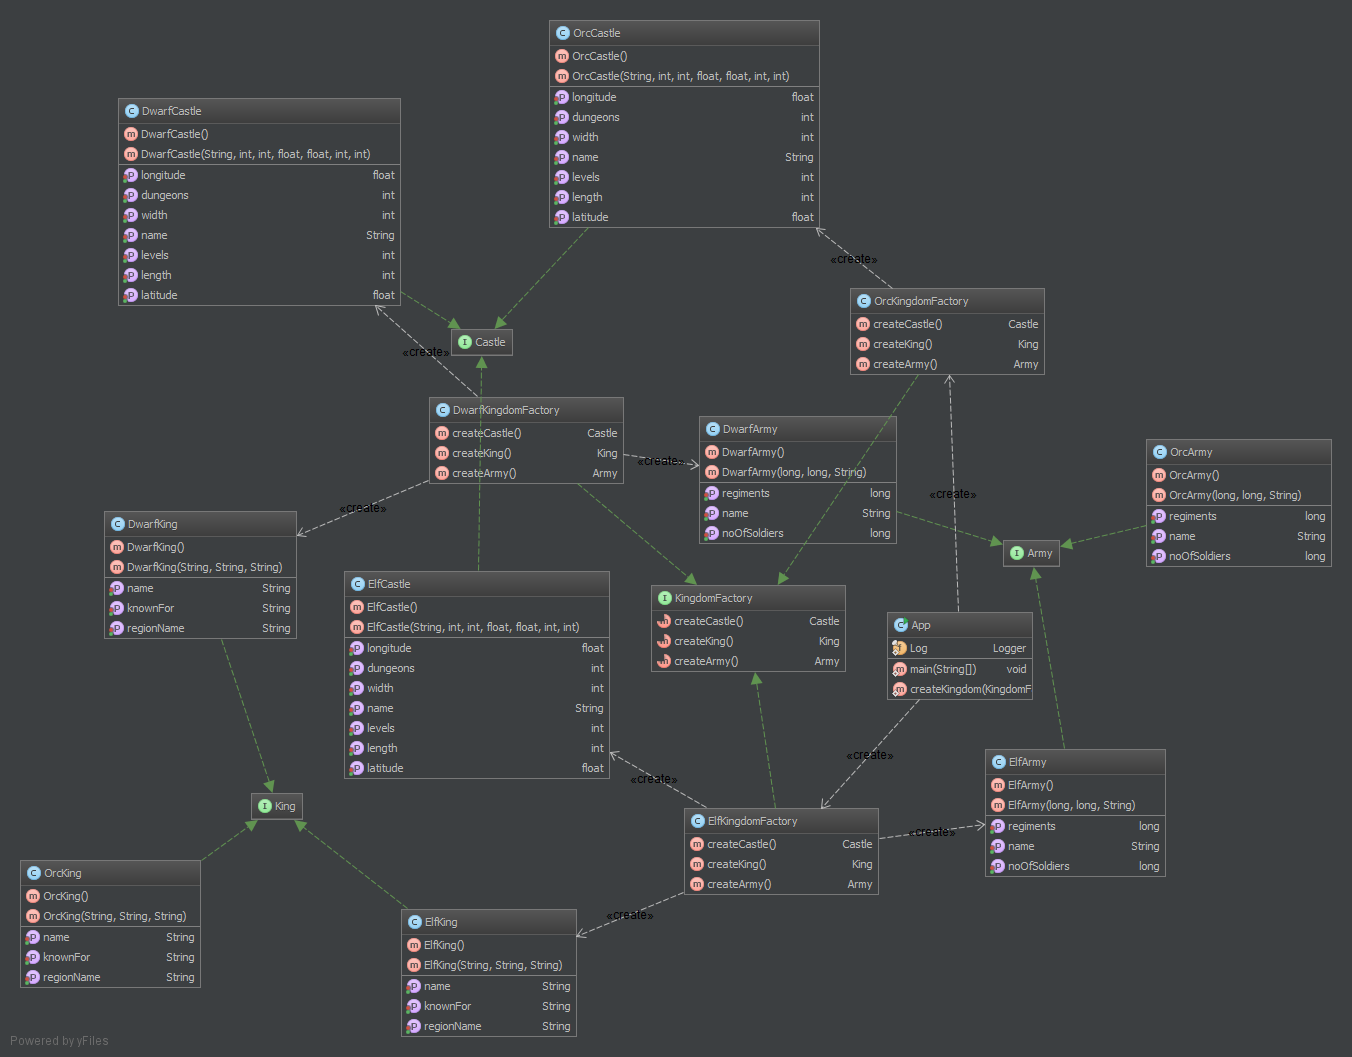 OrcCastle
OrcCastle()
OrcCastle(String, int, int, float, float, int, int)
longitude float
dungeons int
width int
name String
levels int
length int
latitude float
DwarfCastle
DwarfCastle()
DwarfCastle(String, int, int, float, float, int, int)
longitude float
dungeons int
width int
name String
levels int
length int
latitude float
«create»
OrcKingdomFactory
createCastle() Castle
createKing() King
createArmy() Army
Castle
«create»
DwarfKingdomFactory
createCastle() Castle
createKing() King
createArmy() Army
«create»
DwarfArmy
DwarfArmy()
DwarfArmy(long, long, String)
regiments long
name String
noOfSoldiers long
OrcArmy
OrcArmy()
OrcArmy(long, long, String)
regiments long
name String
noOfSoldiers long
«create»
«create»
DwarfKing
DwarfKing()
DwarfKing(String, String, String)
name String
knownFor String
regionName String
Army
ElfCastle
ElfCastle()
ElfCastle(String, int, int, float, float, int, int)
longitude float
dungeons int
width int
name String
levels int
length int
latitude float
KingdomFactory
createCastle() Castle
createKing() King
createArmy() Army
App
Log Logger
main(String[]) void
createKingdom(KingdomF
«create»
«create»
ElfArmy
ElfArmy()
ElfArmy(long, long, String)
regiments long
name String
noOfSoldiers long
King
ElfKingdomFactory
createCastle() Castle
createKing() King
createArmy() Army
«create»
OrcKing
OrcKing()
OrcKing(String, String, String)
name String
knownFor String
regionName String
«create»
ElfKing
ElfKing()
ElfKing(String, String, String)
name String
knownFor String
regionName String
Powered by yFiles